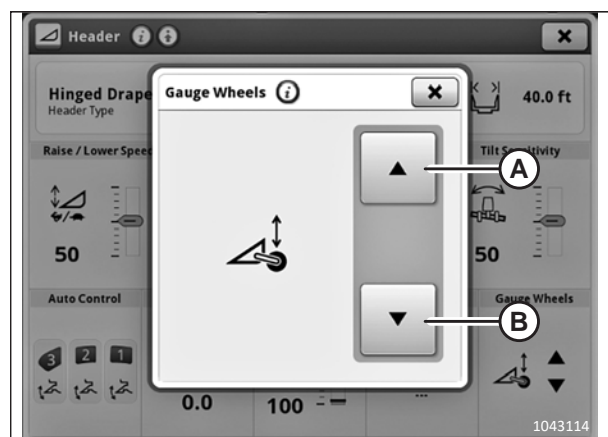 Header i
Hinged Drape
Header Type
40.0 ft
Gauge Wheels i
Raise / Lower Speed
Tilt Sensitivity
A
50
50
Auto Control
Gauge Wheels
B
3 2 1
0.0
100
...
1043114